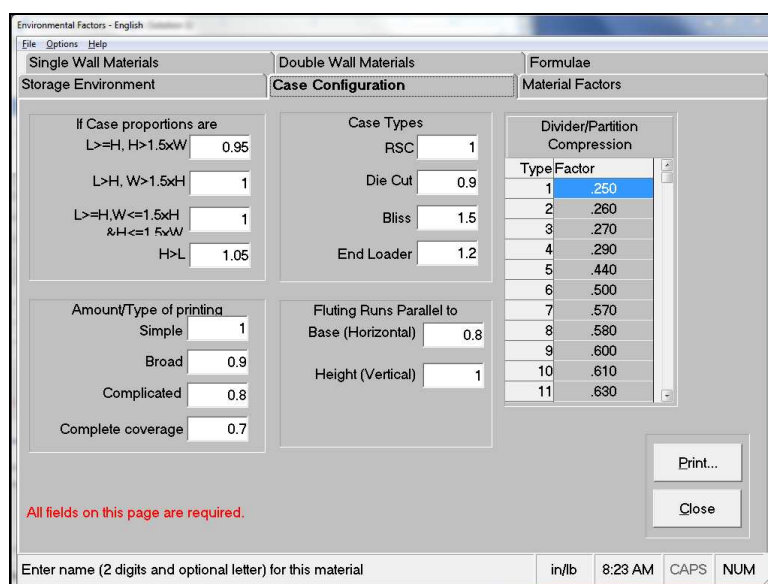 Environmental Factors - English
File Options Help
Single Wall Materials Double Wall Materials Formulae
Storage Environment Case Configuration Material Factors
If Case proportions are
L>=H, H>1.5xW 0.95
L>H, W>1.5xH 1
L>=H,W<=1.5xH 1
&H<=1.5xW
H>L 1.05
Case Types
RSC 1
Die Cut 0.9
Bliss 1.5
End Loader 1.2
Divider/Partition
Compression
Type Factor
1 .250
2 .260
3 .270
4 .290
5 .440
6 .500
7 .570
8 .580
9 .600
10 .610
11 .630
Amount/Type of printing
Simple 1
Broad 0.9
Complicated 0.8
Complete coverage 0.7
Fluting Runs Parallel to
Base (Horizontal) 0.8
Height (Vertical) 1
Print...
Close
All fields on this page are required.
Enter name (2 digits and optional letter) for this material in/lb 8:23 AM CAPS NUM